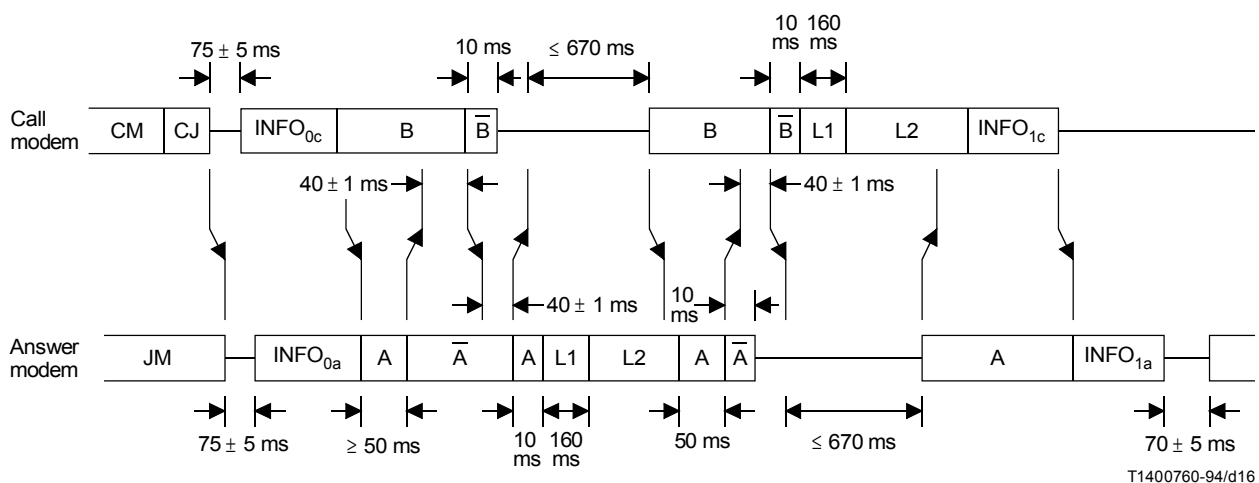 10 ms
160 ms
75 ± 5 ms
10 ms
≤ 670 ms
Call modem
CM
CJ
INFO0c
B
B̅
B
B̅
L1
L2
INFO1c
40 ± 1 ms
40 ± 1 ms
40 ± 1 ms
10 ms
Answer modem
JM
INFO0a
A
A̅
A
L1
L2
A
A̅
A
INFO1a
75 ± 5 ms
≥ 50 ms
10 ms
160 ms
50 ms
≤ 670 ms
70 ± 5 ms
T1400760-94/d16